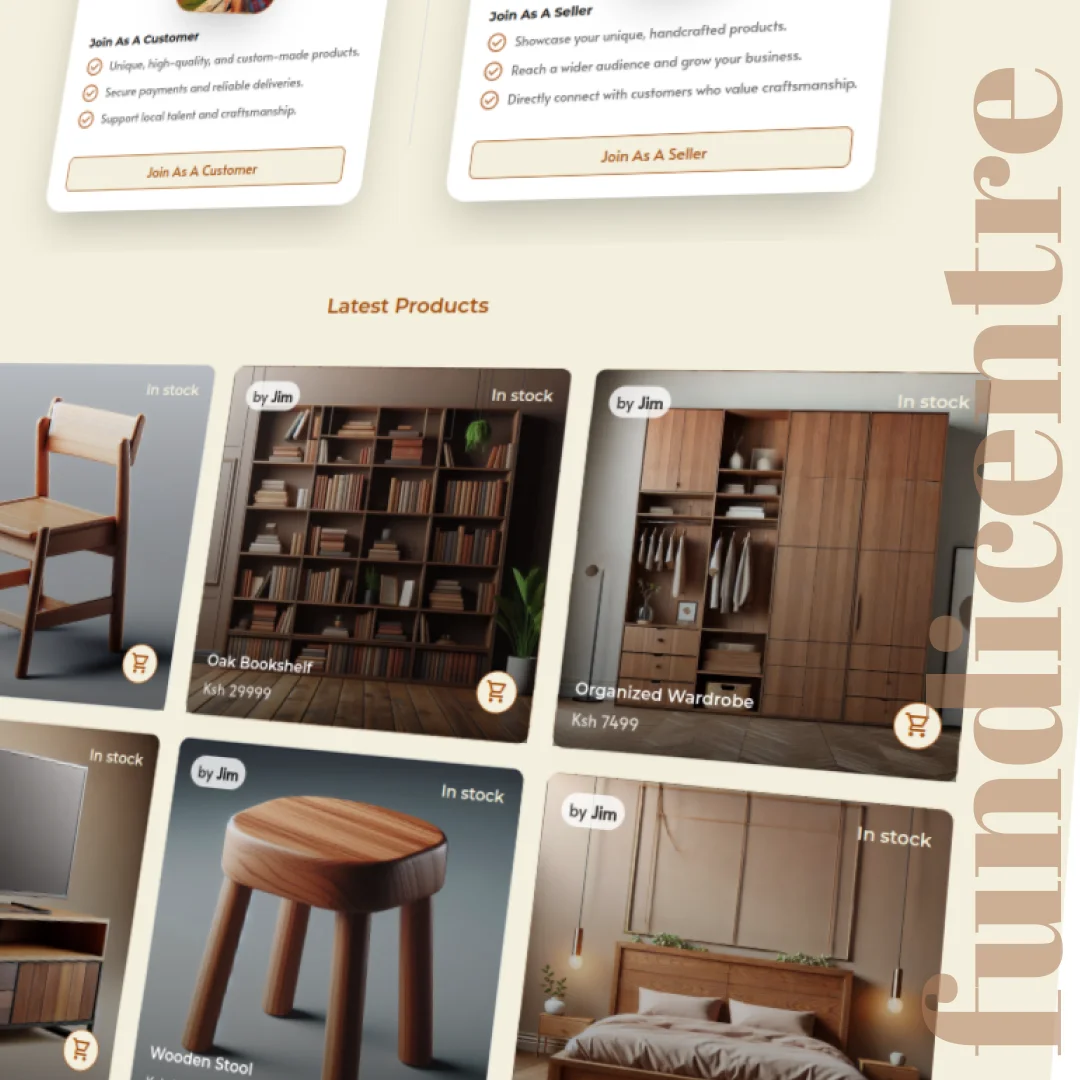 Join As A Customer
Unique, high-quality, and custom-made products.
Secure payments and reliable deliveries.
Support local talent and craftsmanship.
Join As A Customer
Join As A Seller
Showcase your unique, handcrafted products.
Reach a wider audience and grow your business.
Directly connect with customers who value craftsmanship.
Join As A Seller
Latest Products
In stock
by Jim
In stock
Oak Bookshelf
Ksh 29999
by Jim
In stock
Organized Wardrobe
Ksh 7499
In stock
by Jim
In stock
Wooden Stool
by Jim
In stock
fundicentre